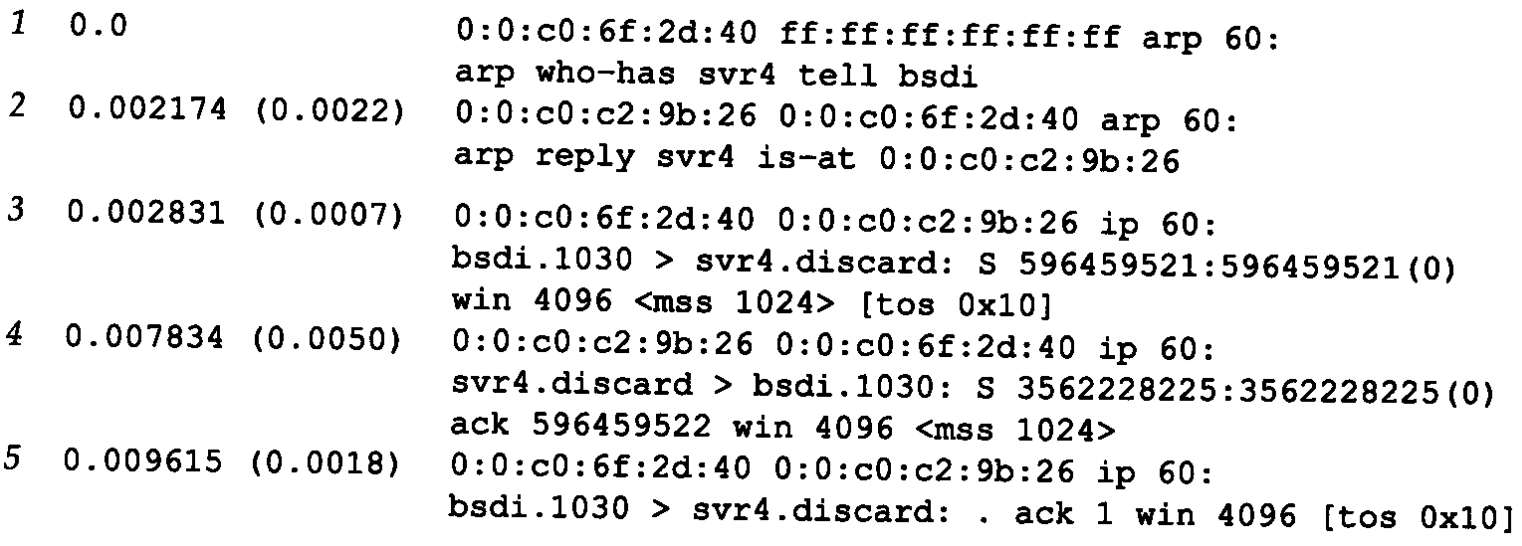 1 0.0 0:0:c0:6f:2d:40 ff:ff:ff:ff:ff:ff arp 60:
arp who-has svr4 tell bsdi
2 0.002174 (0.0022) 0:0:c0:c2:9b:26 0:0:c0:6f:2d:40 arp 60:
arp reply svr4 is-at 0:0:c0:c2:9b:26
3 0.002831 (0.0007) 0:0:c0:6f:2d:40 0:0:c0:c2:9b:26 ip 60:
bsdi.1030 > svr4.discard: S 596459521:596459521(0)
win 4096 <mss 1024> [tos 0x10]
4 0.007834 (0.0050) 0:0:c0:c2:9b:26 0:0:c0:6f:2d:40 ip 60:
svr4.discard > bsdi.1030: S 3562228225:3562228225(0)
ack 596459522 win 4096 <mss 1024>
5 0.009615 (0.0018) 0:0:c0:6f:2d:40 0:0:c0:c2:9b:26 ip 60:
bsdi.1030 > svr4.discard: . ack 1 win 4096 [tos 0x10]